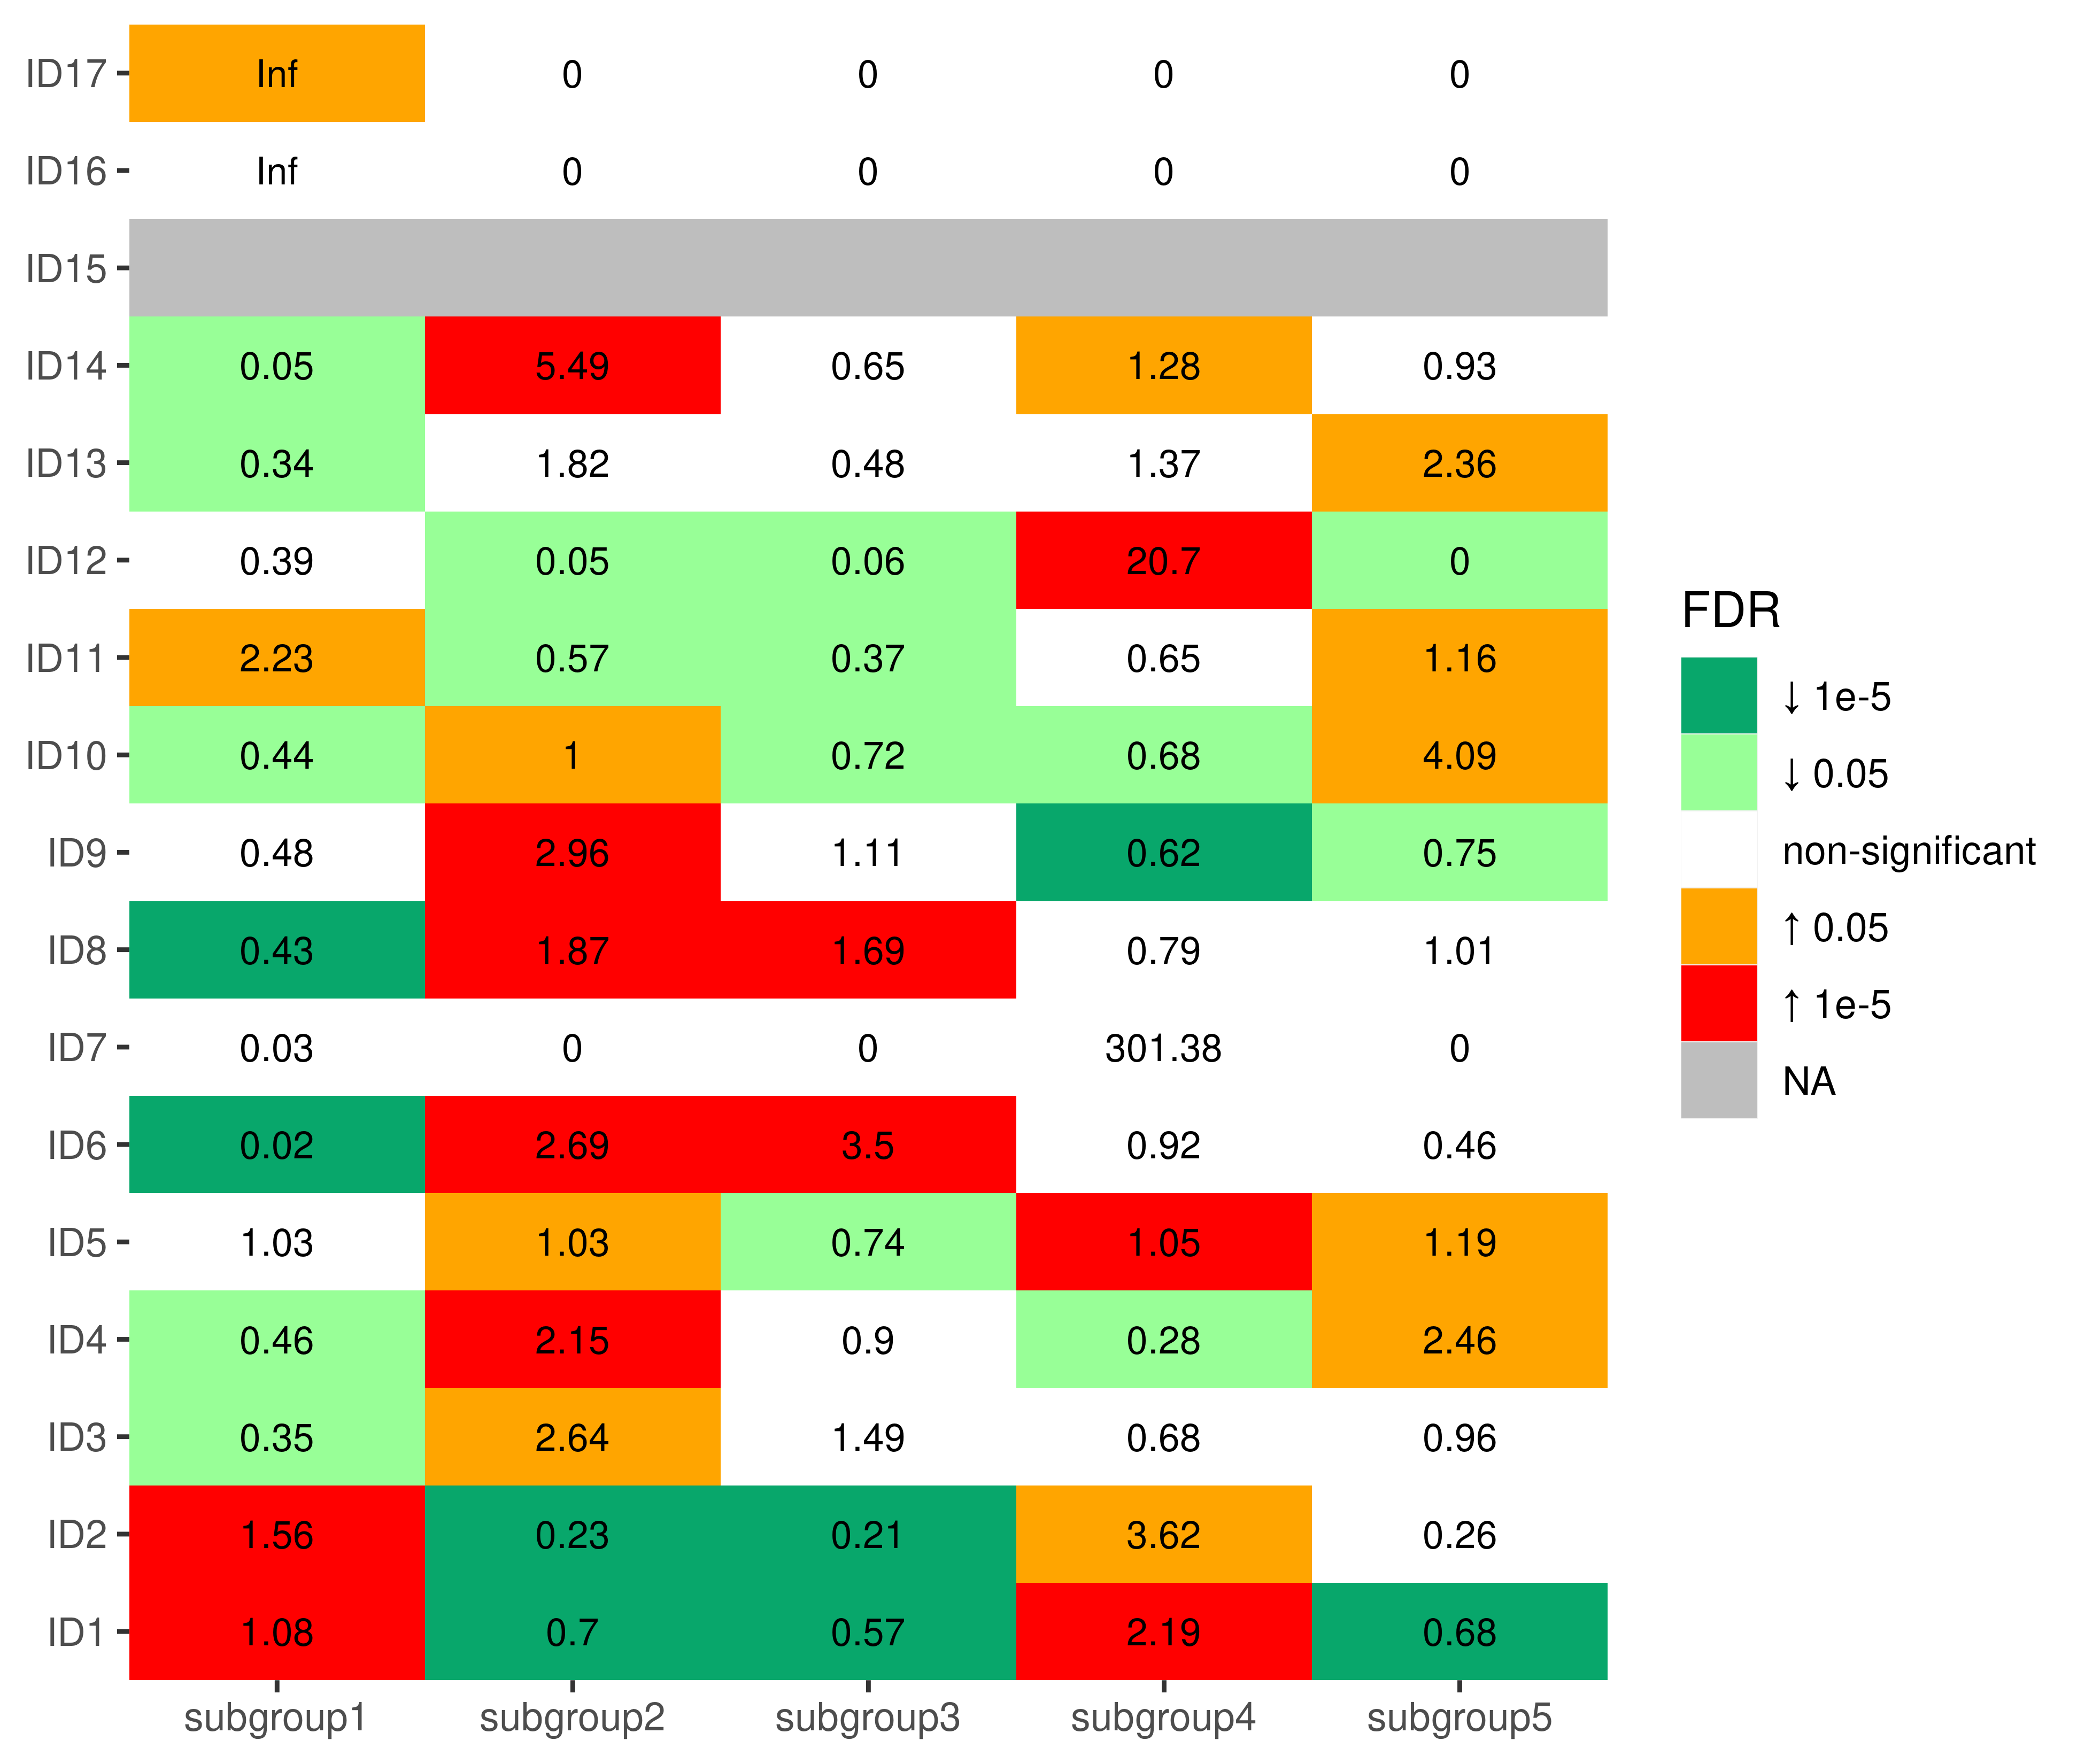 ID17 Inf 0 0 0 0
ID16 Inf 0 0 0 0
ID15
ID14 0.05 5.49 0.65 1.28 0.93
ID13 0.34 1.82 0.48 1.37 2.36
ID12 0.39 0.05 0.06 20.7 0
ID11 2.23 0.57 0.37 0.65 1.16
ID10 0.44 1 0.72 0.68 4.09
ID9 0.48 2.96 1.11 0.62 0.75
ID8 0.43 1.87 1.69 0.79 1.01
ID7 0.03 0 0 301.38 0
ID6 0.02 2.69 3.5 0.92 0.46
ID5 1.03 1.03 0.74 1.05 1.19
ID4 0.46 2.15 0.9 0.28 2.46
ID3 0.35 2.64 1.49 0.68 0.96
ID2 1.56 0.23 0.21 3.62 0.26
ID1 1.08 0.7 0.57 2.19 0.68
subgroup1 subgroup2 subgroup3 subgroup4 subgroup5
FDR
↓ 1e-5
↓ 0.05
non-significant
↑ 0.05
↑ 1e-5
NA